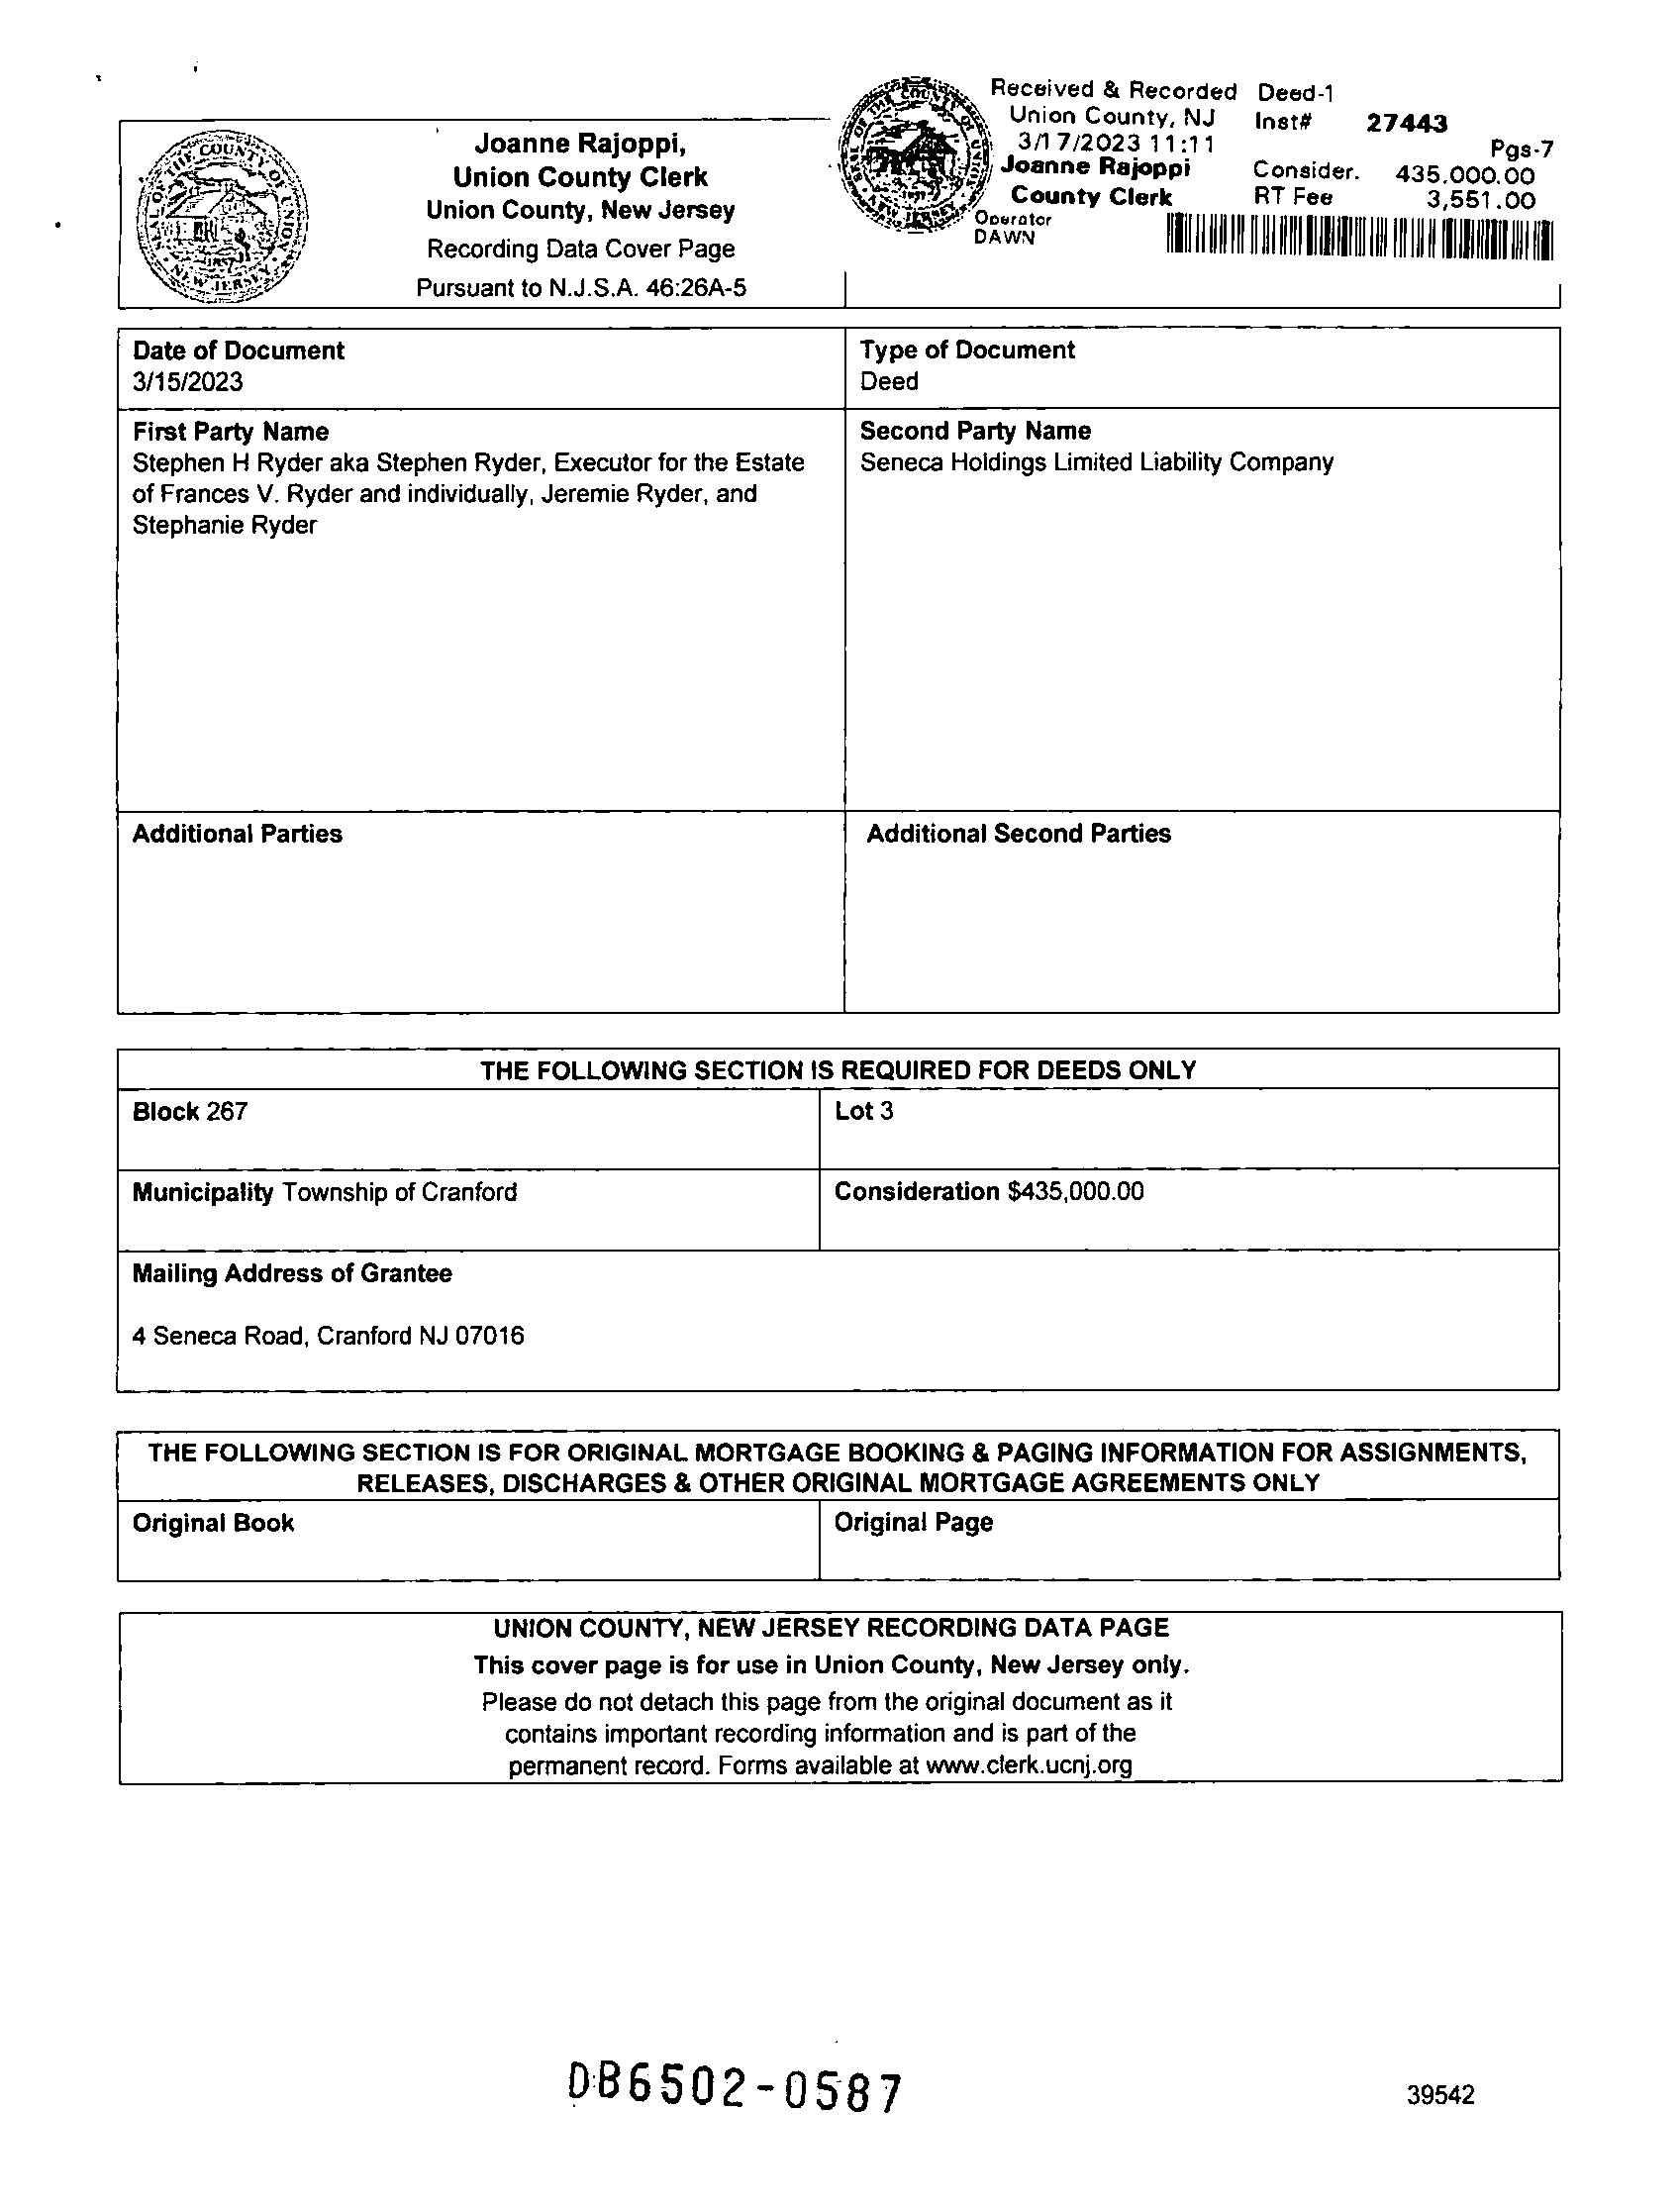 Received & Recorded Deed-1
Union County, NJ Inst# 27443
3/17/2023 11:11 Pgs-7
Joanne Rajoppi Consider. 435,000.00
County Clerk RT Fee 3,551.00
Operator
DAWN
Joanne Rajoppi,
Union County Clerk
Union County, New Jersey
Recording Data Cover Page
Pursuant to N.J.S.A. 46:26A-5
Date of Document
3/15/2023
Type of Document
Deed
First Party Name
Stephen H Ryder aka Stephen Ryder, Executor for the Estate
of Frances V. Ryder and individually, Jeremie Ryder, and
Stephanie Ryder
Second Party Name
Seneca Holdings Limited Liability Company
Additional Parties
Additional Second Parties
THE FOLLOWING SECTION IS REQUIRED FOR DEEDS ONLY
Block 267
Lot 3
Municipality Township of Cranford
Consideration $435,000.00
Mailing Address of Grantee
4 Seneca Road, Cranford NJ 07016
THE FOLLOWING SECTION IS FOR ORIGINAL MORTGAGE BOOKING & PAGING INFORMATION FOR ASSIGNMENTS,
RELEASES, DISCHARGES & OTHER ORIGINAL MORTGAGE AGREEMENTS ONLY
Original Book
Original Page
UNION COUNTY, NEW JERSEY RECORDING DATA PAGE
This cover page is for use in Union County, New Jersey only.
Please do not detach this page from the original document as it
contains important recording information and is part of the
permanent record. Forms available at www.clerk.ucnj.org
DB6502-0587
39542